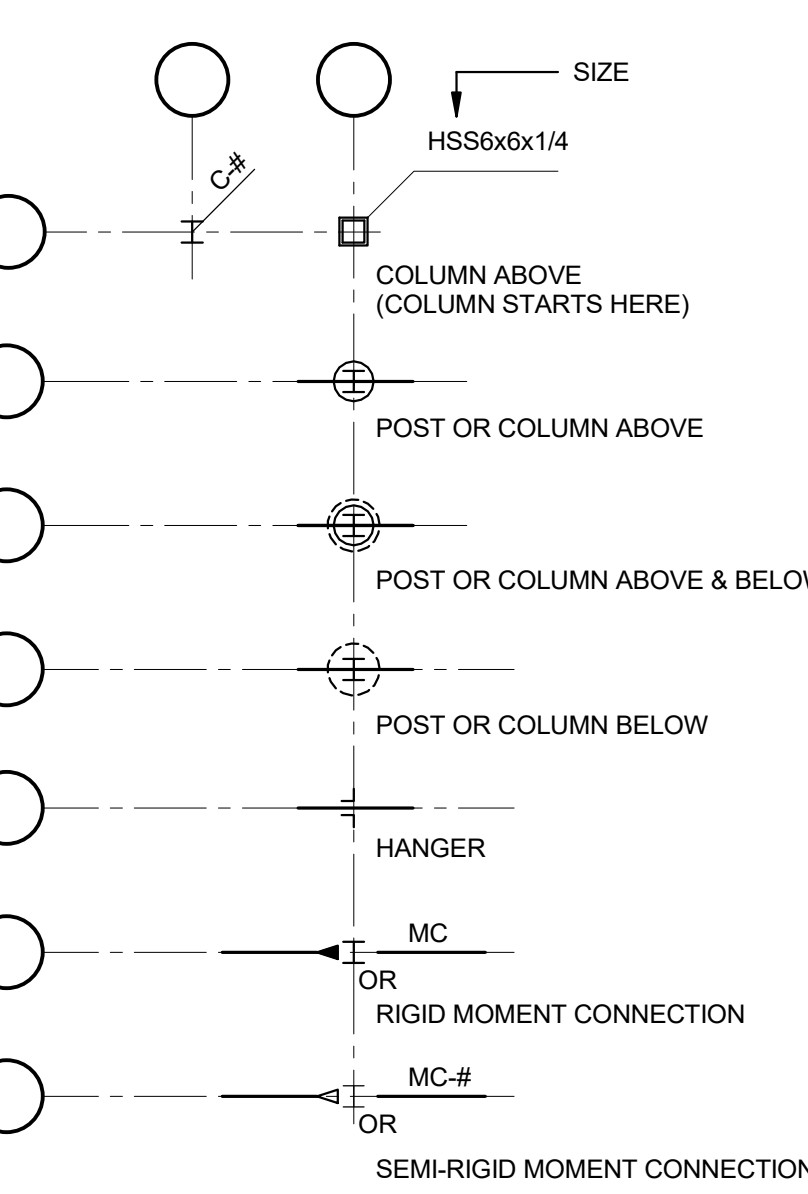 SIZE
HSS6x6x1/4
C-#
COLUMN ABOVE
(COLUMN STARTS HERE)
POST OR COLUMN ABOVE
POST OR COLUMN ABOVE & BELOW
POST OR COLUMN BELOW
HANGER
MC
OR
RIGID MOMENT CONNECTION
MC-#
OR
SEMI-RIGID MOMENT CONNECTION